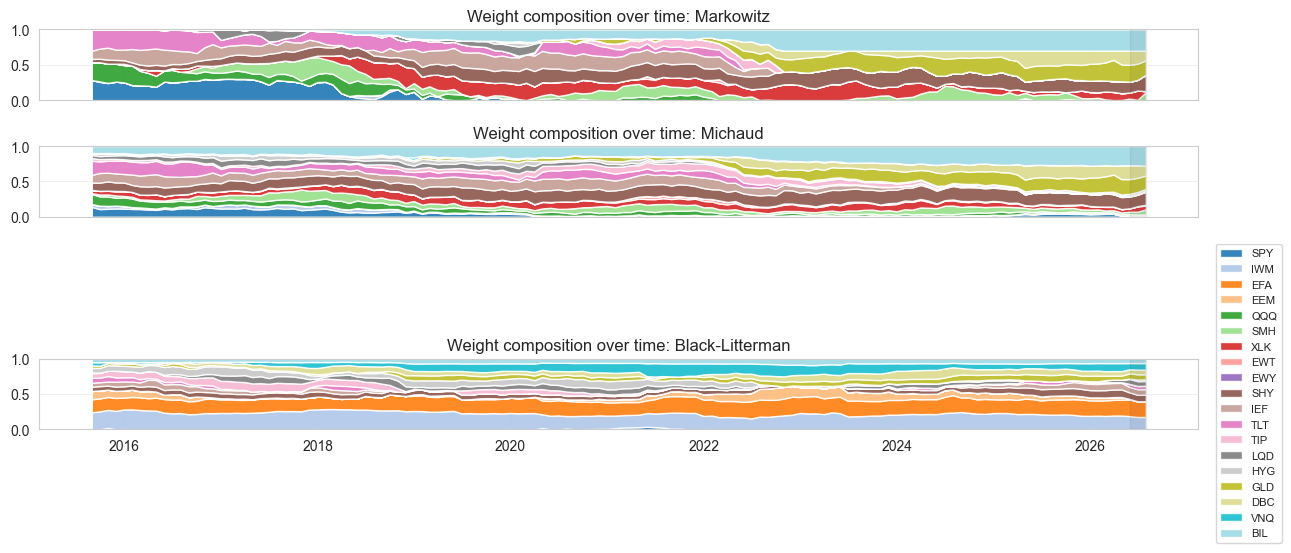 Weight composition over time: Markowitz
1.0
0.5
0.0
Weight composition over time: Michaud
1.0
0.5
0.0
Weight composition over time: Black-Litterman
1.0
0.5
0.0
2016 2018 2020 2022 2024 2026
SPY
IWM
EFA
EEM
QQQ
SMH
XLK
EWT
EWY
SHY
IEF
TLT
TIP
LQD
HYG
GLD
DBC
VNQ
BIL